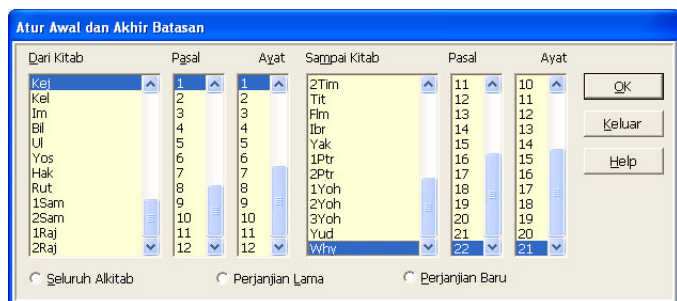 Atur Awal dan Akhir Batasan
Dari Kitab Pasal Ayat Sampai Kitab Pasal Ayat
Kej 1 1 2Tim 11 10 OK
Kel 2 2 Tit 12 11
Im 3 3 Flm 13 12
Bil 4 4 Ibr 14 13 Keluar
Ul 5 5 Yak 15 14
Yos 6 6 1Ptr 16 15
Hak 7 7 2Ptr 17 16 Help
Rut 8 8 1Yoh 18 17
1Sam 9 9 2Yoh 19 18
2Sam 10 10 3Yoh 20 19
1Raj 11 11 Yud 21 20
2Raj 12 12 Why 22 21
Seluruh Alkitab Perjanjian Lama Perjanjian Baru